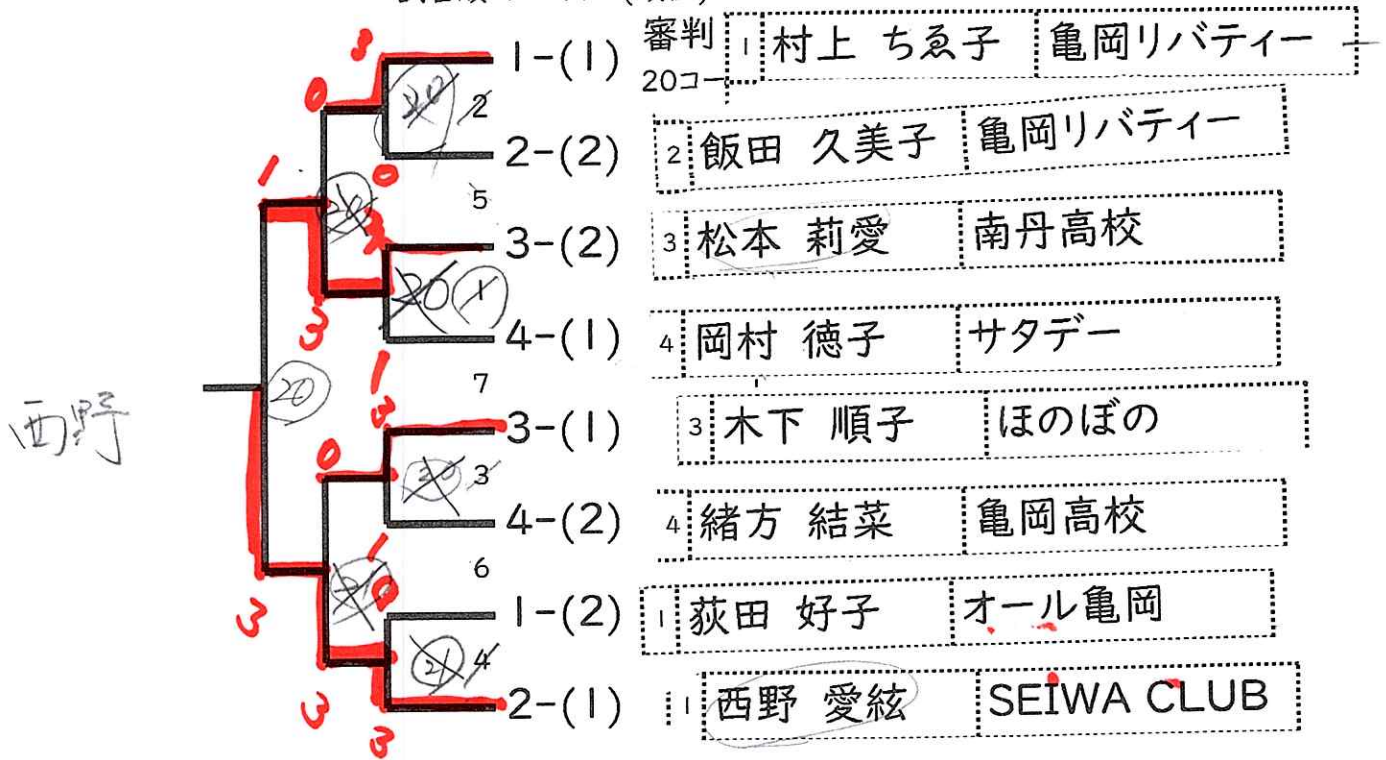 3 1-(1) 審判 1 村上 ちゑ子 亀岡リバティー
20コー
0 20 2
2-(2) 2 飯田 久美子 亀岡リバティー
1 0 5
20 3 3-(2) 3 松本 莉愛 南丹高校
20 1
3 4-(1) 4 岡村 徳子 サタデー
1 7
西野 20 3 3-(1) 3 木下 順子 ほのぼの
0 3
4-(2) 4 緒方 結菜 亀岡高校
1 6
0 1-(2) 1 荻田 好子 オール亀岡
3 21 4
3 3 2-(1) 1 西野 愛絃 SEIWA CLUB